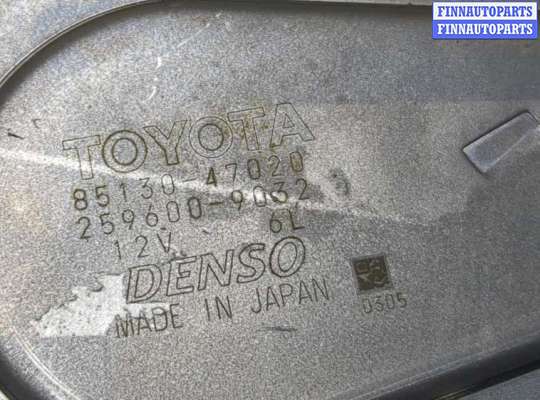 FINNAUTOPARTS
FINNAUTOPARTS
TOYOTA
85130-47020
259600-9032
12V 6L
DENSO
MADE IN JAPAN
0305